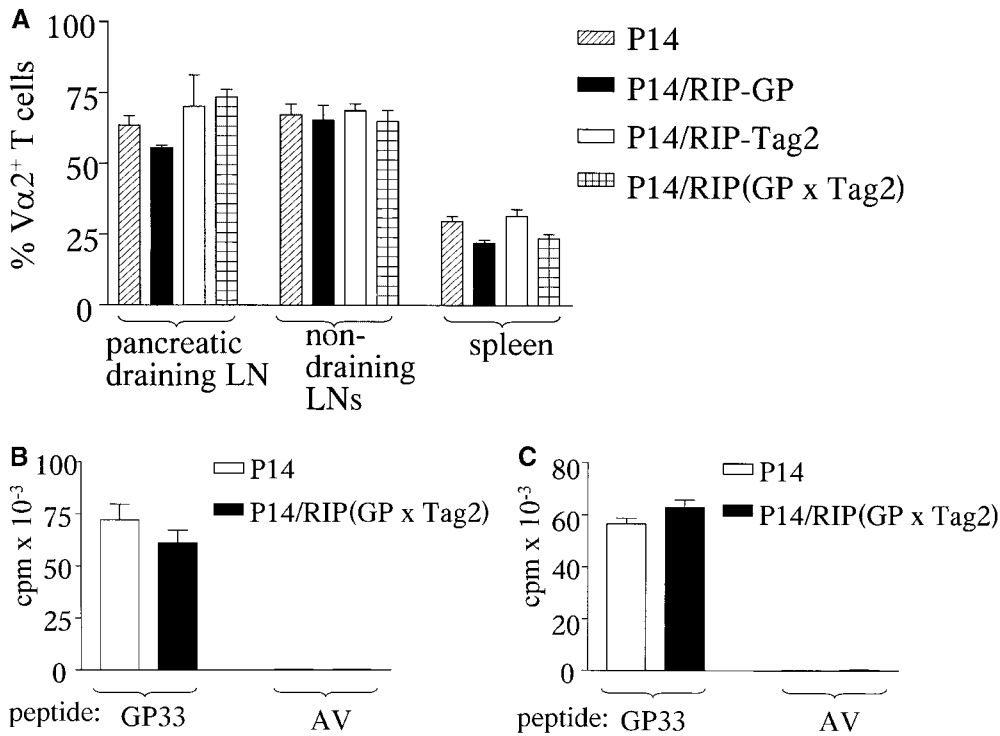 A
100
75
50
25
0
% Vα2+ T cells
pancreatic
draining LN
non-
draining
LNs
spleen
P14
P14/RIP-GP
P14/RIP-Tag2
P14/RIP(GP x Tag2)
B
100
75
50
25
0
cpm x 10-3
P14
P14/RIP(GP x Tag2)
peptide:
GP33
AV
C
80
60
40
20
0
cpm x 10-3
P14
P14/RIP(GP x Tag2)
peptide:
GP33
AV